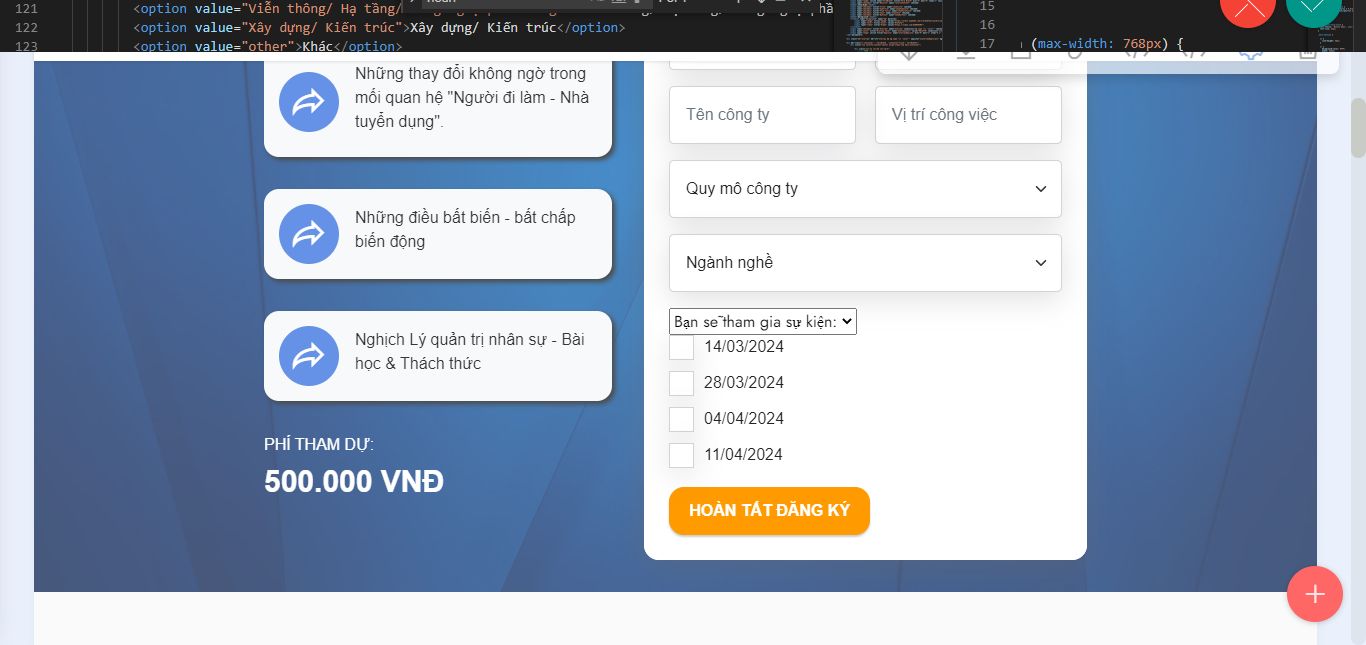 121
<option value="Viễn thông/ Hạ tầng/
122
<option value="Xây dựng/ Kiến trúc">Xây dựng/ Kiến trúc</option>
123
<option value="other">Khác</option>
15
16
17
(max-width: 768px) {
Những thay đổi không ngờ trong
mối quan hệ "Người đi làm - Nhà
tuyển dụng".
Những điều bất biến - bất chấp
biến động
Nghịch Lý quản trị nhân sự - Bài
học & Thách thức
PHÍ THAM DỰ:
500.000 VNĐ
Tên công ty
Vị trí công việc
Quy mô công ty
Ngành nghề
Bạn sẽ tham gia sự kiện:
14/03/2024
28/03/2024
04/04/2024
11/04/2024
HOÀN TẤT ĐĂNG KÝ